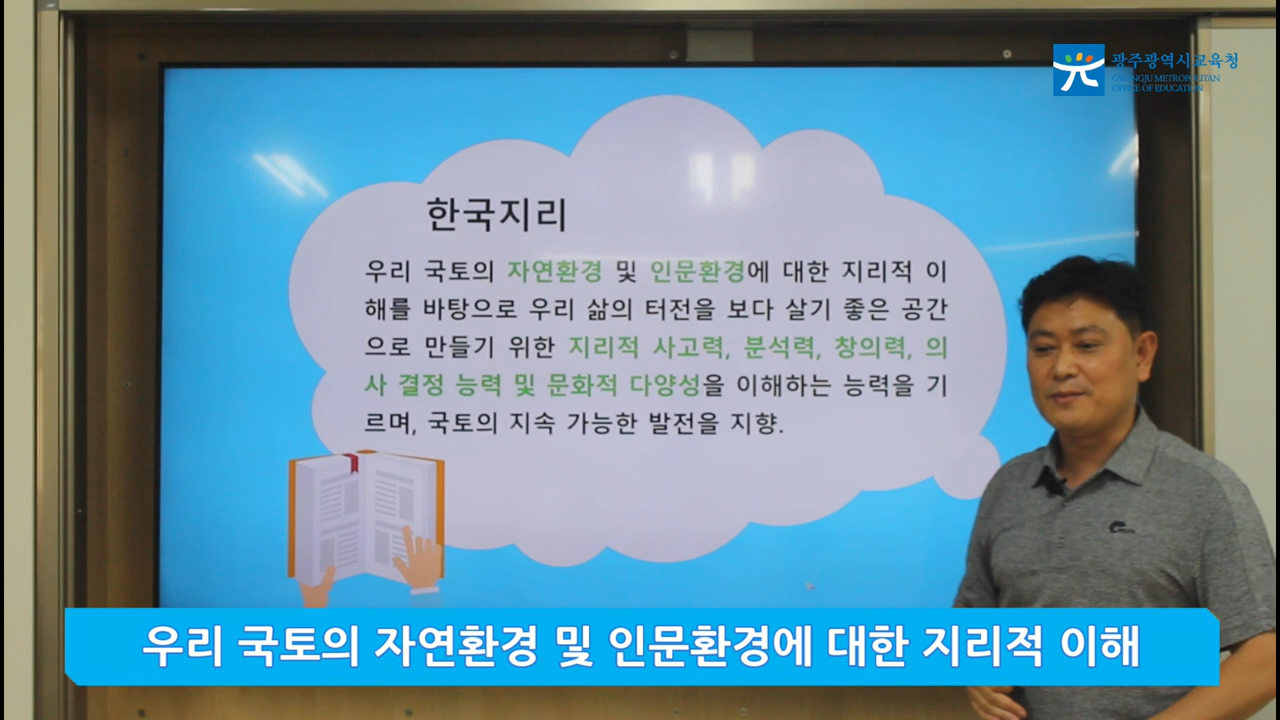 광주광역시교육청
GWANGJU METROPOLITAN
OFFICE OF EDUCATION
한국지리
우리 국토의 자연환경 및 인문환경에 대한 지리적 이
해를 바탕으로 우리 삶의 터전을 보다 살기 좋은 공간
으로 만들기 위한 지리적 사고력, 분석력, 창의력, 의
사 결정 능력 및 문화적 다양성을 이해하는 능력을 기
르며, 국토의 지속 가능한 발전을 지향.
우리 국토의 자연환경 및 인문환경에 대한 지리적 이해